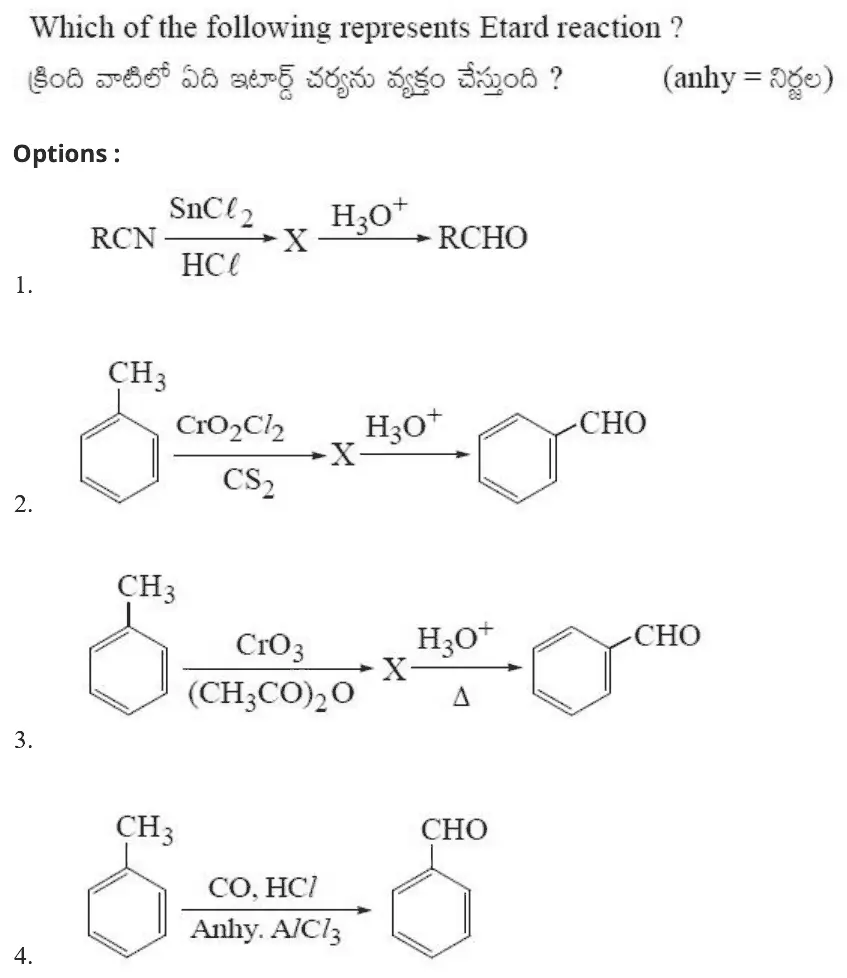 Which of the following represents Etard reaction ?
క్రింది వాటిలో ఏది ఇటార్డ్ చర్యను వ్యక్తం చేస్తుంది ? (anhy = నిర్జల)
Options :
1. RCN SnCℓ₂ HCℓ X H₃O⁺ RCHO
2. CH₃ CrO₂Cl₂ CS₂ X H₃O⁺ CHO
3. CH₃ CrO₃ (CH₃CO)₂O X H₃O⁺ Δ CHO
4. CH₃ CO, HCl Anhy. AlCl₃ CHO